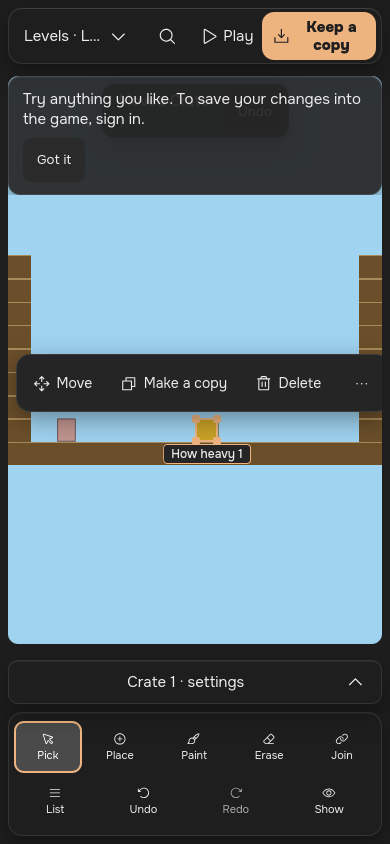 Levels · L...
Play
Keep a
copy
Try anything you like. To save your changes into
the game, sign in.
Undo
Got it
Move
Make a copy
Delete
...
How heavy 1
Crate 1 · settings
Pick
Place
Paint
Erase
Join
List
Undo
Redo
Show